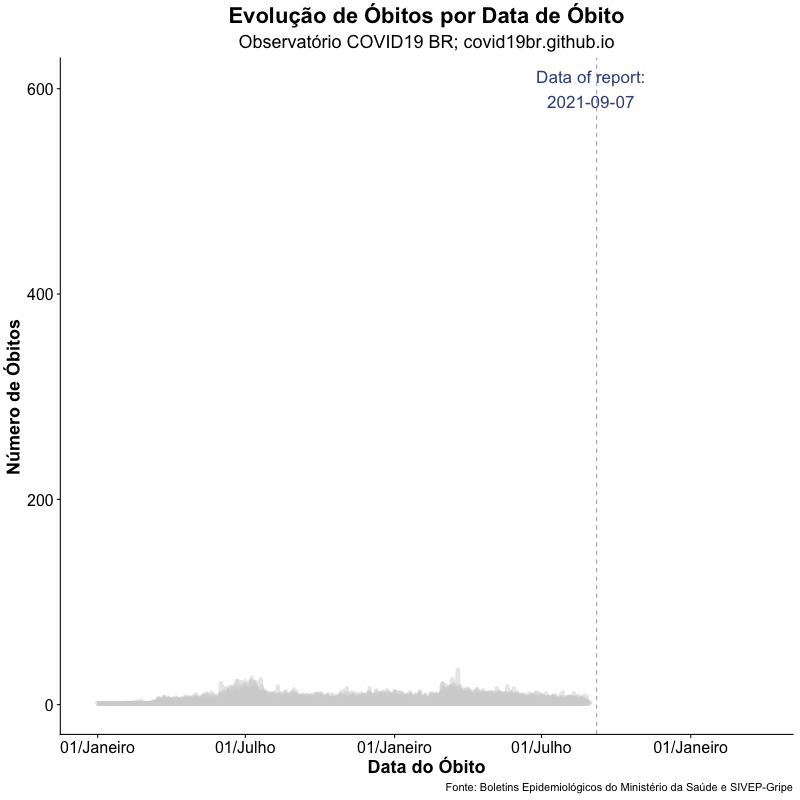 Evolução de Óbitos por Data de Óbito
Observatório COVID19 BR; covid19br.github.io
Data of report:
2021-09-07
600
400
200
0
Número de Óbitos
01/Janeiro
01/Julho
01/Janeiro
01/Julho
01/Janeiro
Data do Óbito
Fonte: Boletins Epidemiológicos do Ministério da Saúde e SIVEP-Gripe